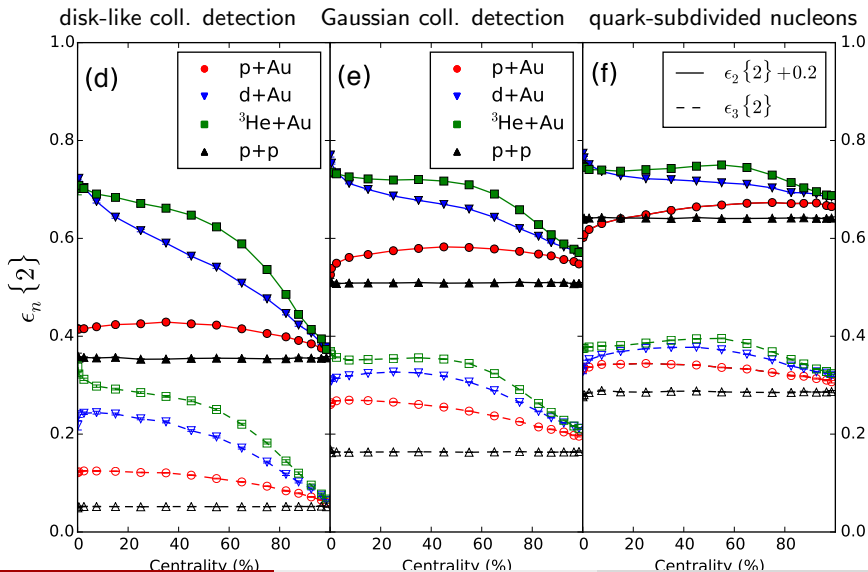 disk-like coll. detection
Gaussian coll. detection
quark-subdivided nucleons
(d)
p+Au
d+Au
³He+Au
p+p
(e)
p+Au
d+Au
³He+Au
p+p
(f)
ϵ₂{2}+0.2
ϵ₃{2}
ϵₙ{2}
1.0
0.8
0.6
0.4
0.2
0.0
1.0
0.8
0.6
0.4
0.2
0.0
0 20 40 60 80
0 20 40 60 80
0 20 40 60 80 100
Centrality (%)
Centrality (%)
Centrality (%)